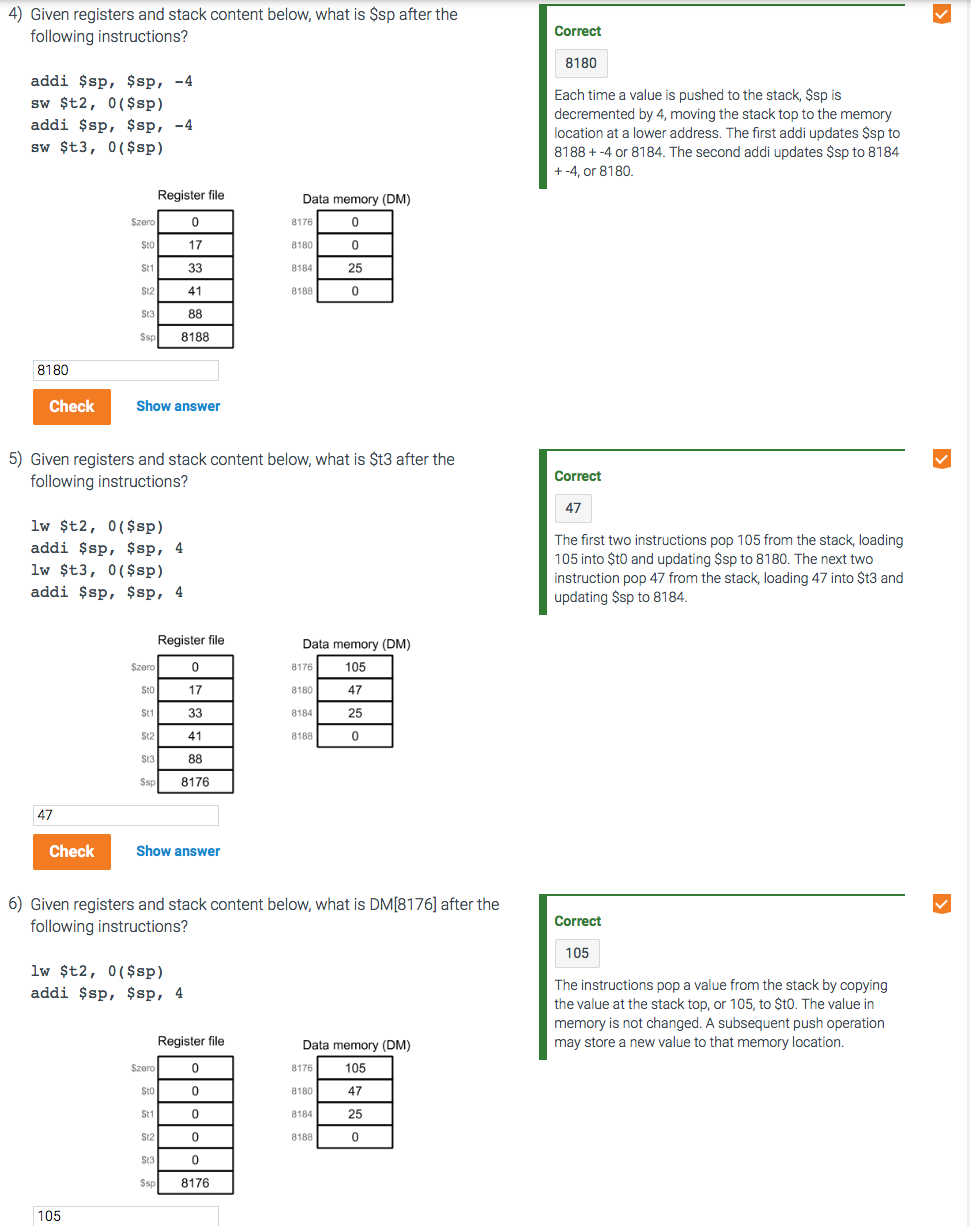 4) Given registers and stack content below, what is $sp after the
following instructions?
addi $sp, $sp, -4
sw $t2, 0($sp)
addi $sp, $sp, -4
sw $t3, 0($sp)
Register file
$zero 0
$t0 17
$t1 33
$t2 41
$t3 88
$sp 8188
Data memory (DM)
8176 0
8180 0
8184 25
8188 0
8180
Check Show answer
Correct
8180
Each time a value is pushed to the stack, $sp is
decremented by 4, moving the stack top to the memory
location at a lower address. The first addi updates $sp to
8188 + -4 or 8184. The second addi updates $sp to 8184
+ -4, or 8180.
5) Given registers and stack content below, what is $t3 after the
following instructions?
lw $t2, 0($sp)
addi $sp, $sp, 4
lw $t3, 0($sp)
addi $sp, $sp, 4
Register file
$zero 0
$t0 17
$t1 33
$t2 41
$t3 88
$sp 8176
Data memory (DM)
8176 105
8180 47
8184 25
8188 0
47
Check Show answer
Correct
47
The first two instructions pop 105 from the stack, loading
105 into $t0 and updating $sp to 8180. The next two
instruction pop 47 from the stack, loading 47 into $t3 and
updating $sp to 8184.
6) Given registers and stack content below, what is DM[8176] after the
following instructions?
lw $t2, 0($sp)
addi $sp, $sp, 4
Register file
$zero 0
$t0 0
$t1 0
$t2 0
$t3 0
$sp 8176
Data memory (DM)
8176 105
8180 47
8184 25
8188 0
105
Correct
105
The instructions pop a value from the stack by copying
the value at the stack top, or 105, to $t0. The value in
memory is not changed. A subsequent push operation
may store a new value to that memory location.